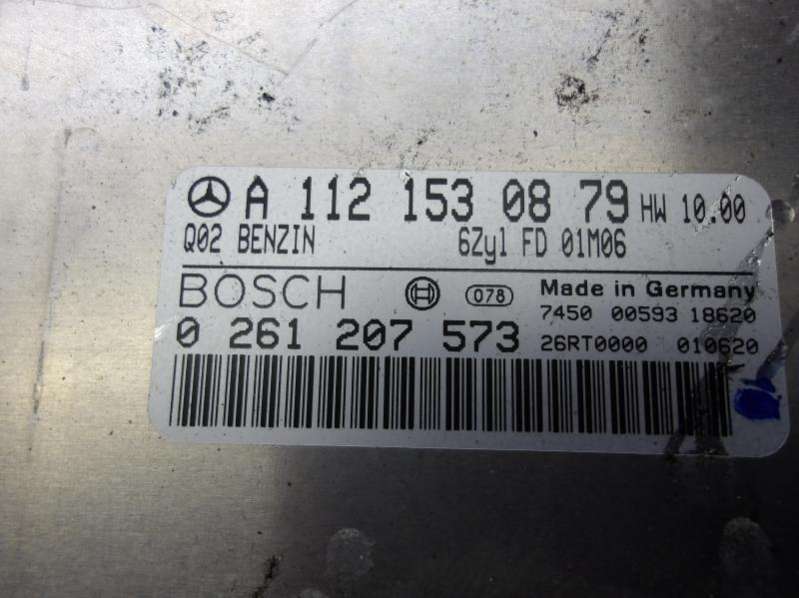 A 112 153 08 79 HW 10.00
Q02 BENZIN 6Zyl FD 01M06
BOSCH 078 Made in Germany
7450 00593 18620
0 261 207 573 26RT0000 010620